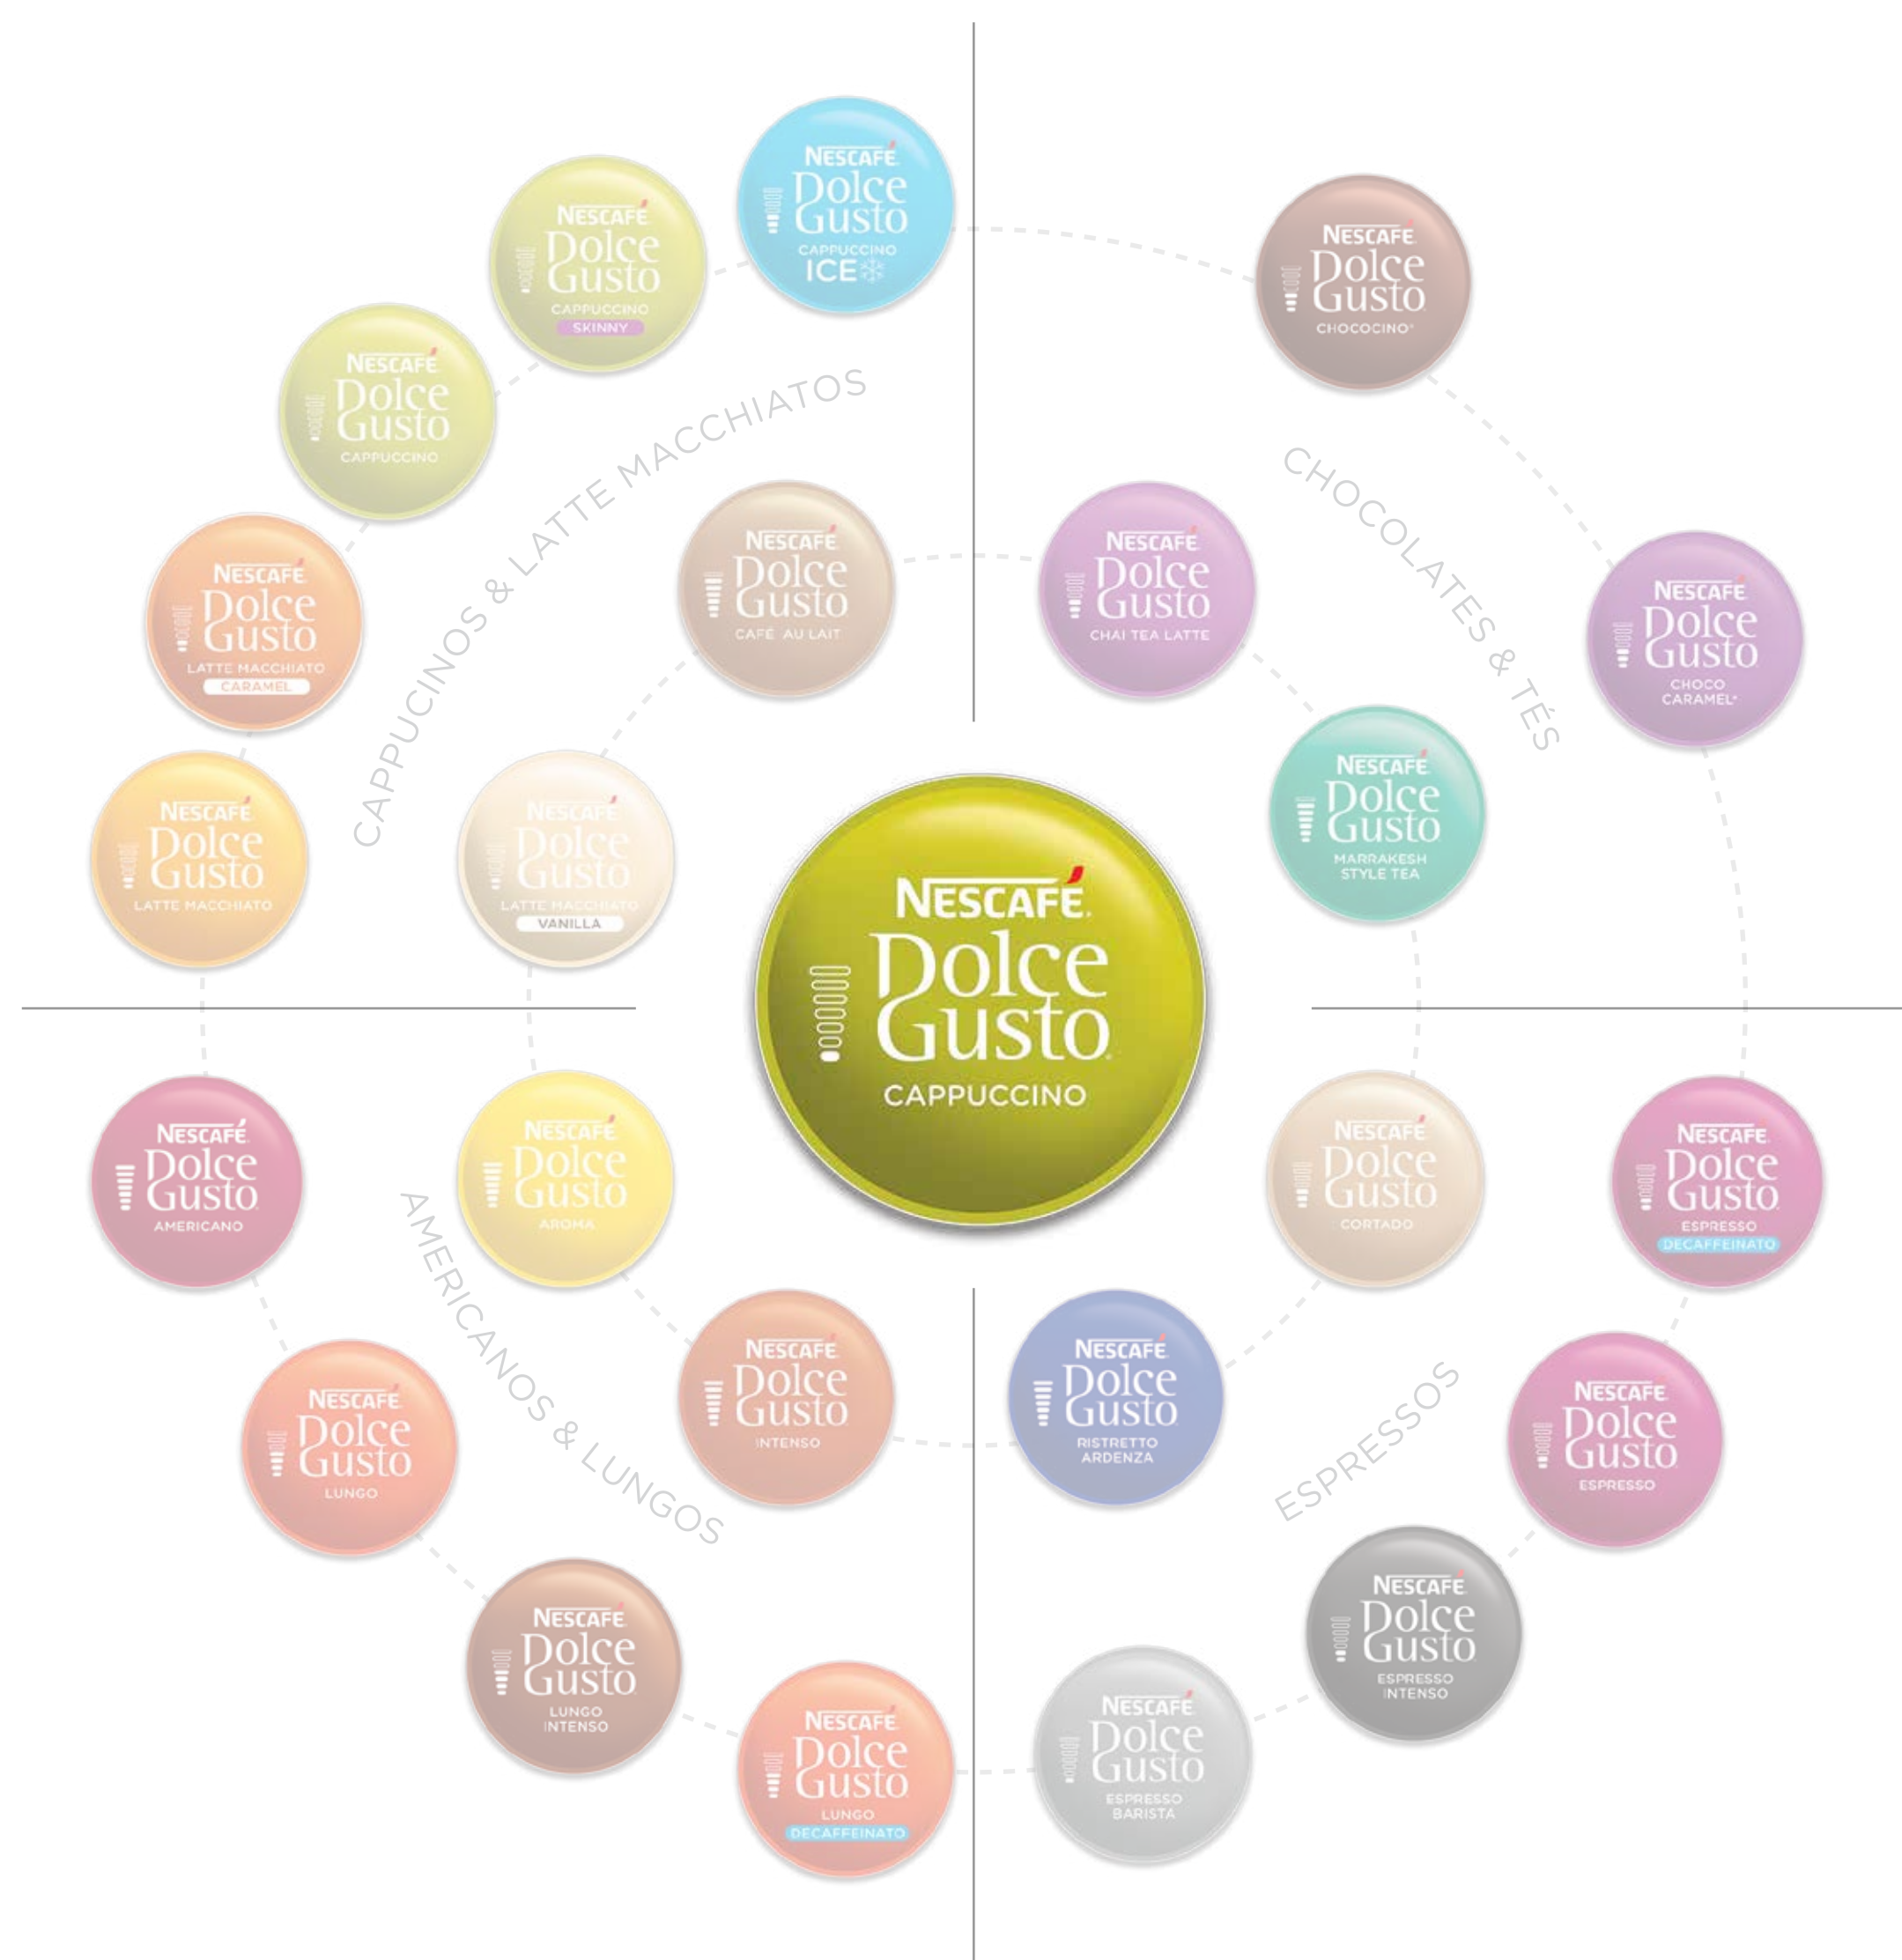 NESCAFÉ
Dolce
Gusto
CAPPUCCINO
ICE
NESCAFÉ
Dolce
Gusto
CAPPUCCINO
SKINNY
NESCAFÉ
Dolce
Gusto
CAPPUCCINO
NESCAFÉ
Dolce
Gusto
LATTE MACCHIATO
CARAMEL
NESCAFÉ
Dolce
Gusto
LATTE MACCHIATO
CAPPUCINOS & LATTE MACCHIATOS
NESCAFÉ
Dolce
Gusto
CAFÉ AU LAIT
NESCAFÉ
Dolce
Gusto
LATTE MACCHIATO
VANILLA
NESCAFÉ
Dolce
Gusto
CHOCOCINO*
NESCAFÉ
Dolce
Gusto
CHOCO
CARAMEL*
CHOCOLATES & TÉS
NESCAFÉ
Dolce
Gusto
CHAI TEA LATTE
NESCAFÉ
Dolce
Gusto
MARRAKESH
STYLE TEA
NESCAFÉ.
Dolce
Gusto
CAPPUCCINO
NESCAFÉ
Dolce
Gusto
AMERICANO
NESCAFÉ
Dolce
Gusto
AROMA
AMERICANOS & LUNGOS
NESCAFÉ
Dolce
Gusto
INTENSO
NESCAFÉ
Dolce
Gusto
LUNGO
NESCAFÉ
Dolce
Gusto
LUNGO
INTENSO
NESCAFÉ
Dolce
Gusto
LUNGO
DECAFFEINATO
NESCAFÉ
Dolce
Gusto
CORTADO
NESCAFÉ
Dolce
Gusto
ESPRESSO
DECAFFEINATO
NESCAFÉ
Dolce
Gusto
RISTRETTO
ARDENZA
ESPRESSOS
NESCAFÉ
Dolce
Gusto
ESPRESSO
NESCAFÉ
Dolce
Gusto
ESPRESSO
INTENSO
NESCAFÉ
Dolce
Gusto
ESPRESSO
BARISTA